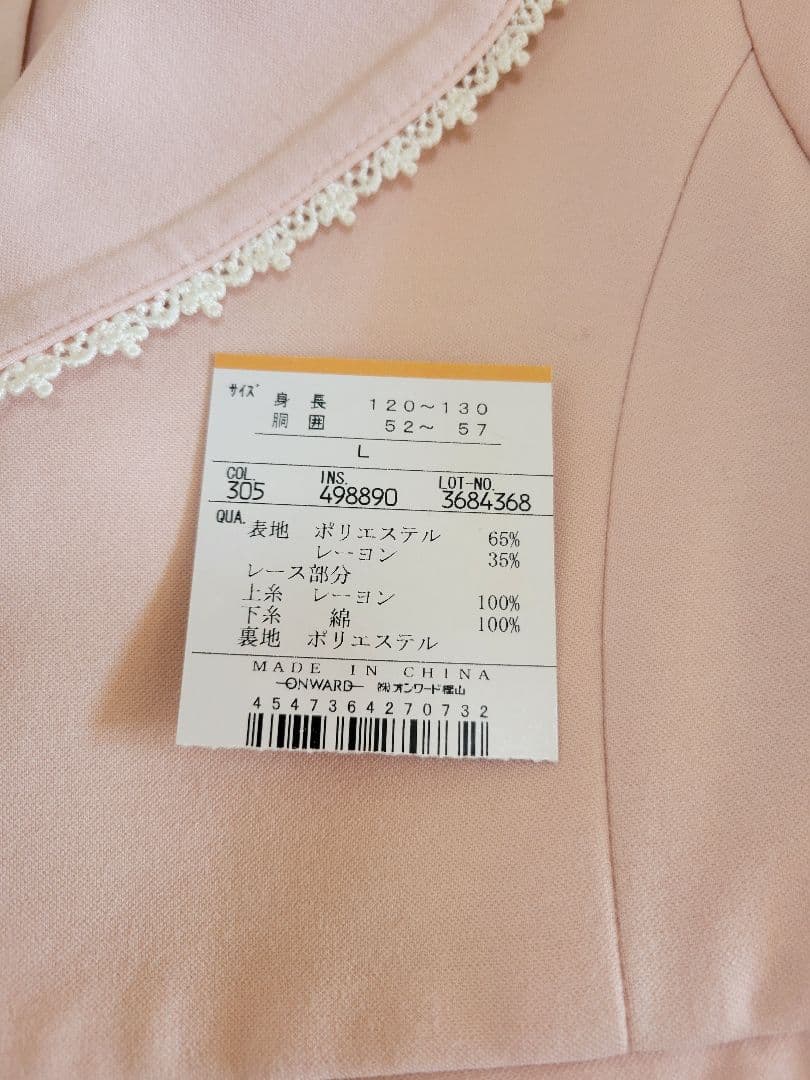 サイズ 身長 120～130
胴囲 52～ 57
L
COL. INS. LOT-NO.
305 498890 3684368
QUA. 表地 ポリエステル 65%
レーヨン 35%
レース部分
上糸 レーヨン 100%
下糸 綿 100%
裏地 ポリエステル
MADE IN CHINA
ONWARD ㈱オンワード樫山
4547364270732